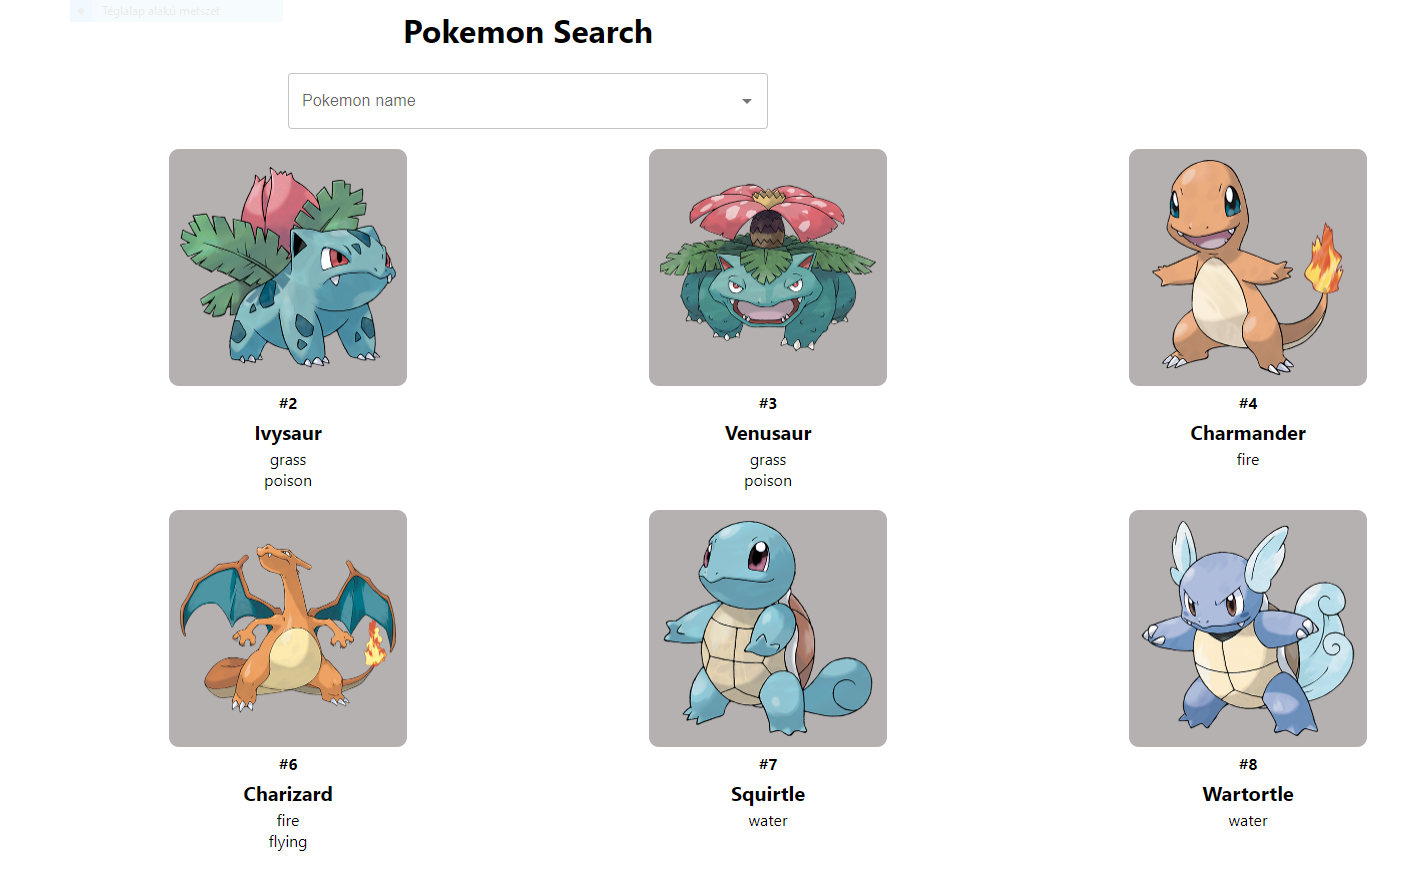 Téglalap alakú metszet
Pokemon Search
Pokemon name
#2
Ivysaur
grass
poison
#3
Venusaur
grass
poison
#4
Charmander
fire
#6
Charizard
fire
flying
#7
Squirtle
water
#8
Wartortle
water